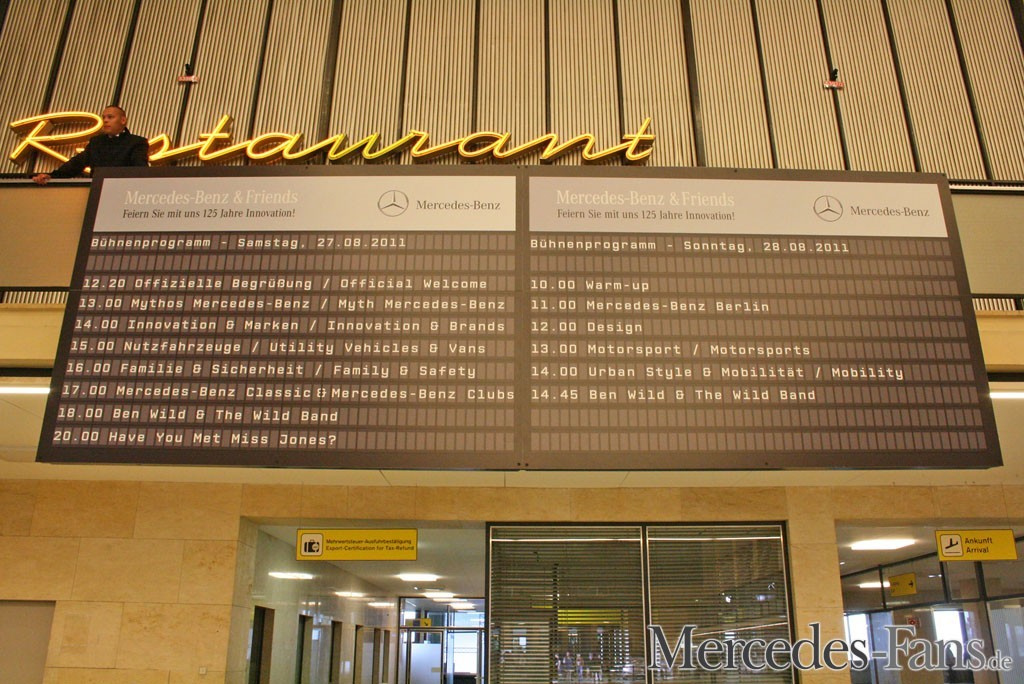 Restaurant
Mercedes-Benz & Friends
Feiern Sie mit uns 125 Jahre Innovation!
Mercedes-Benz
Bühnenprogramm - Samstag, 27.08.2011
12.20 Offizielle Begrüßung / Official Welcome
13.00 Mythos Mercedes-Benz / Myth Mercedes-Benz
14.00 Innovation & Marken / Innovation & Brands
15.00 Nutzfahrzeuge / Utility Vehicles & Vans
16.00 Familie & Sicherheit / Family & Safety
17.00 Mercedes-Benz Classic & Mercedes-Benz Clubs
18.00 Ben Wild & The Wild Band
20.00 Have You Met Miss Jones?
Mercedes-Benz & Friends
Feiern Sie mit uns 125 Jahre Innovation!
Mercedes-Benz
Bühnenprogramm - Sonntag, 28.08.2011
10.00 Warm-up
11.00 Mercedes-Benz Berlin
12.00 Design
13.00 Motorsport / Motorsports
14.00 Urban Style & Mobilität / Mobility
14.45 Ben Wild & The Wild Band
Mehrwertsteuer-Ausfuhrbestätigung
Export-Certification for Tax-Refund
Ankunft
Arrival
Mercedes-Fans.de